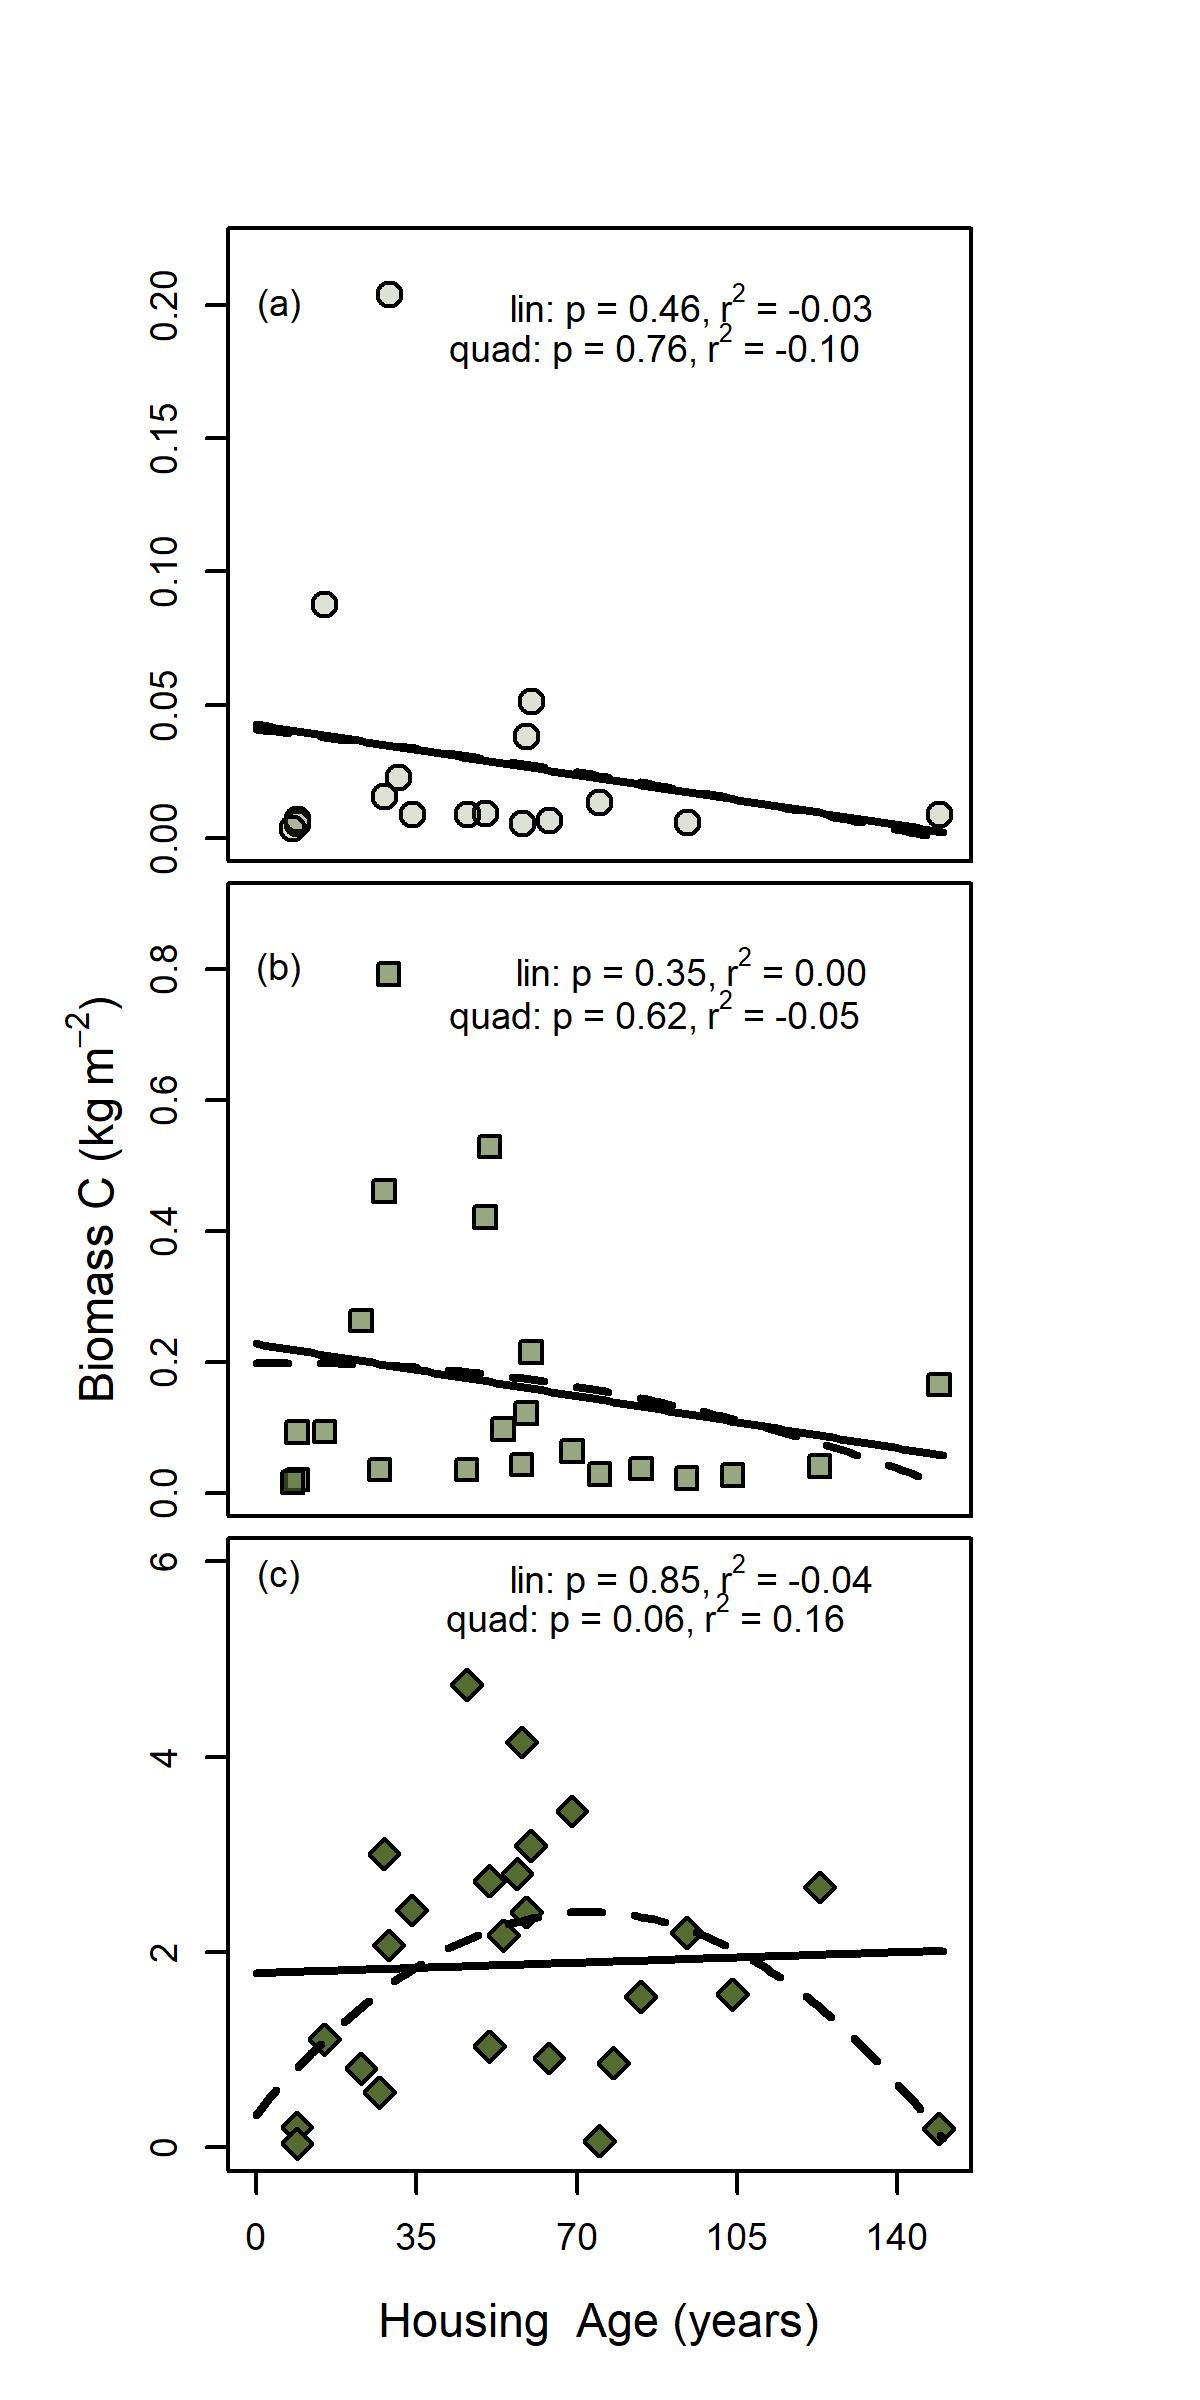 (a)
lin: p = 0.46, r² = -0.03
quad: p = 0.76, r² = -0.10
0.20
0.15
0.10
0.05
0.00
(b)
lin: p = 0.35, r² = 0.00
quad: p = 0.62, r² = -0.05
0.8
0.6
0.4
0.2
0.0
Biomass C (kg m⁻²)
(c)
lin: p = 0.85, r² = -0.04
quad: p = 0.06, r² = 0.16
6
4
2
0
0 35 70 105 140
Housing Age (years)